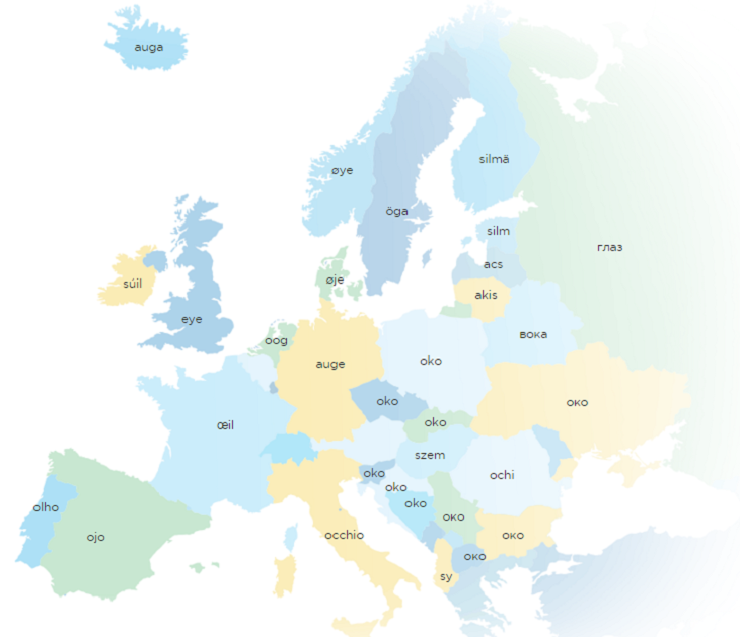 auga
silmä
øye
öga
silm
глаз
acs
øje
súil
akis
eye
вока
oog
auge
oko
oko
око
oko
œil
szem
oko
ochi
oko
oko
olho
око
occhio
око
ojo
око
sy